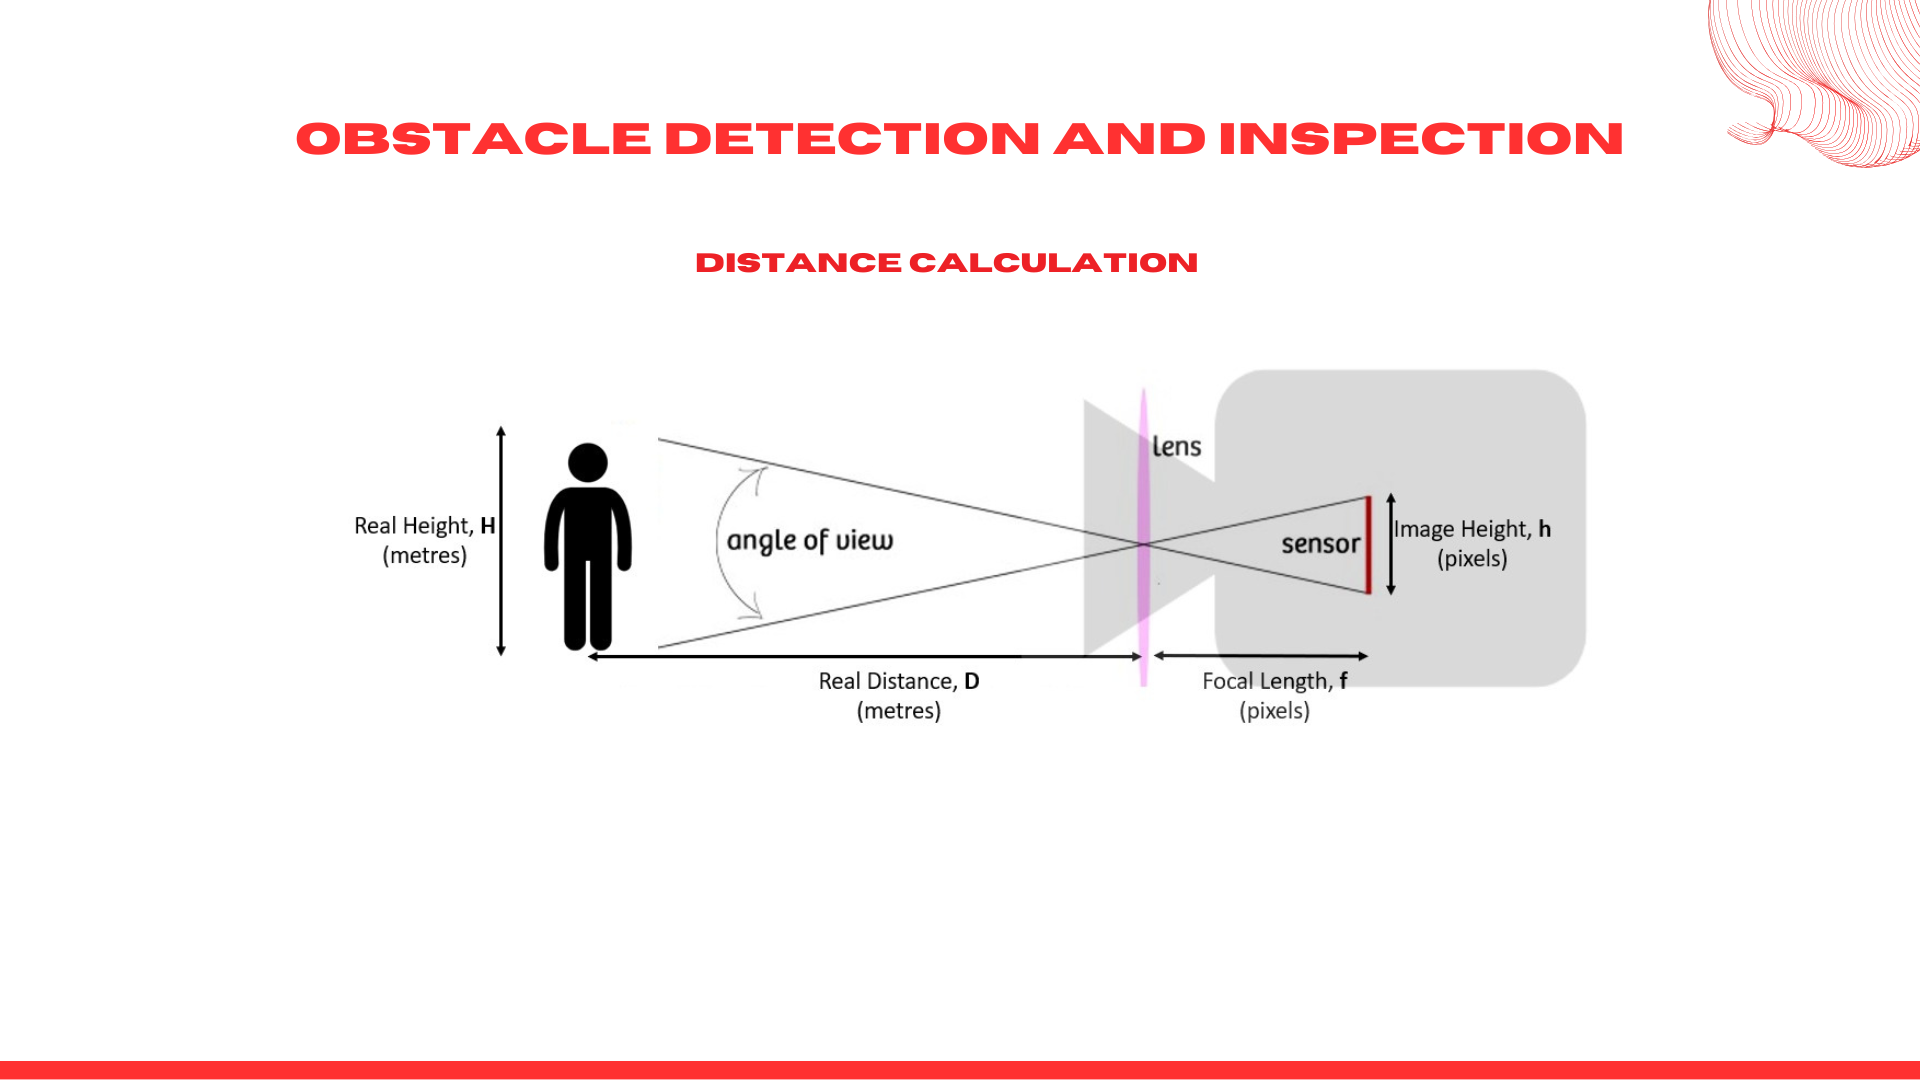 OBSTACLE DETECTION AND INSPECTION
DISTANCE CALCULATION
lens
Real Height, H
(metres)
angle of view
sensor
Image Height, h
(pixels)
Real Distance, D
(metres)
Focal Length, f
(pixels)